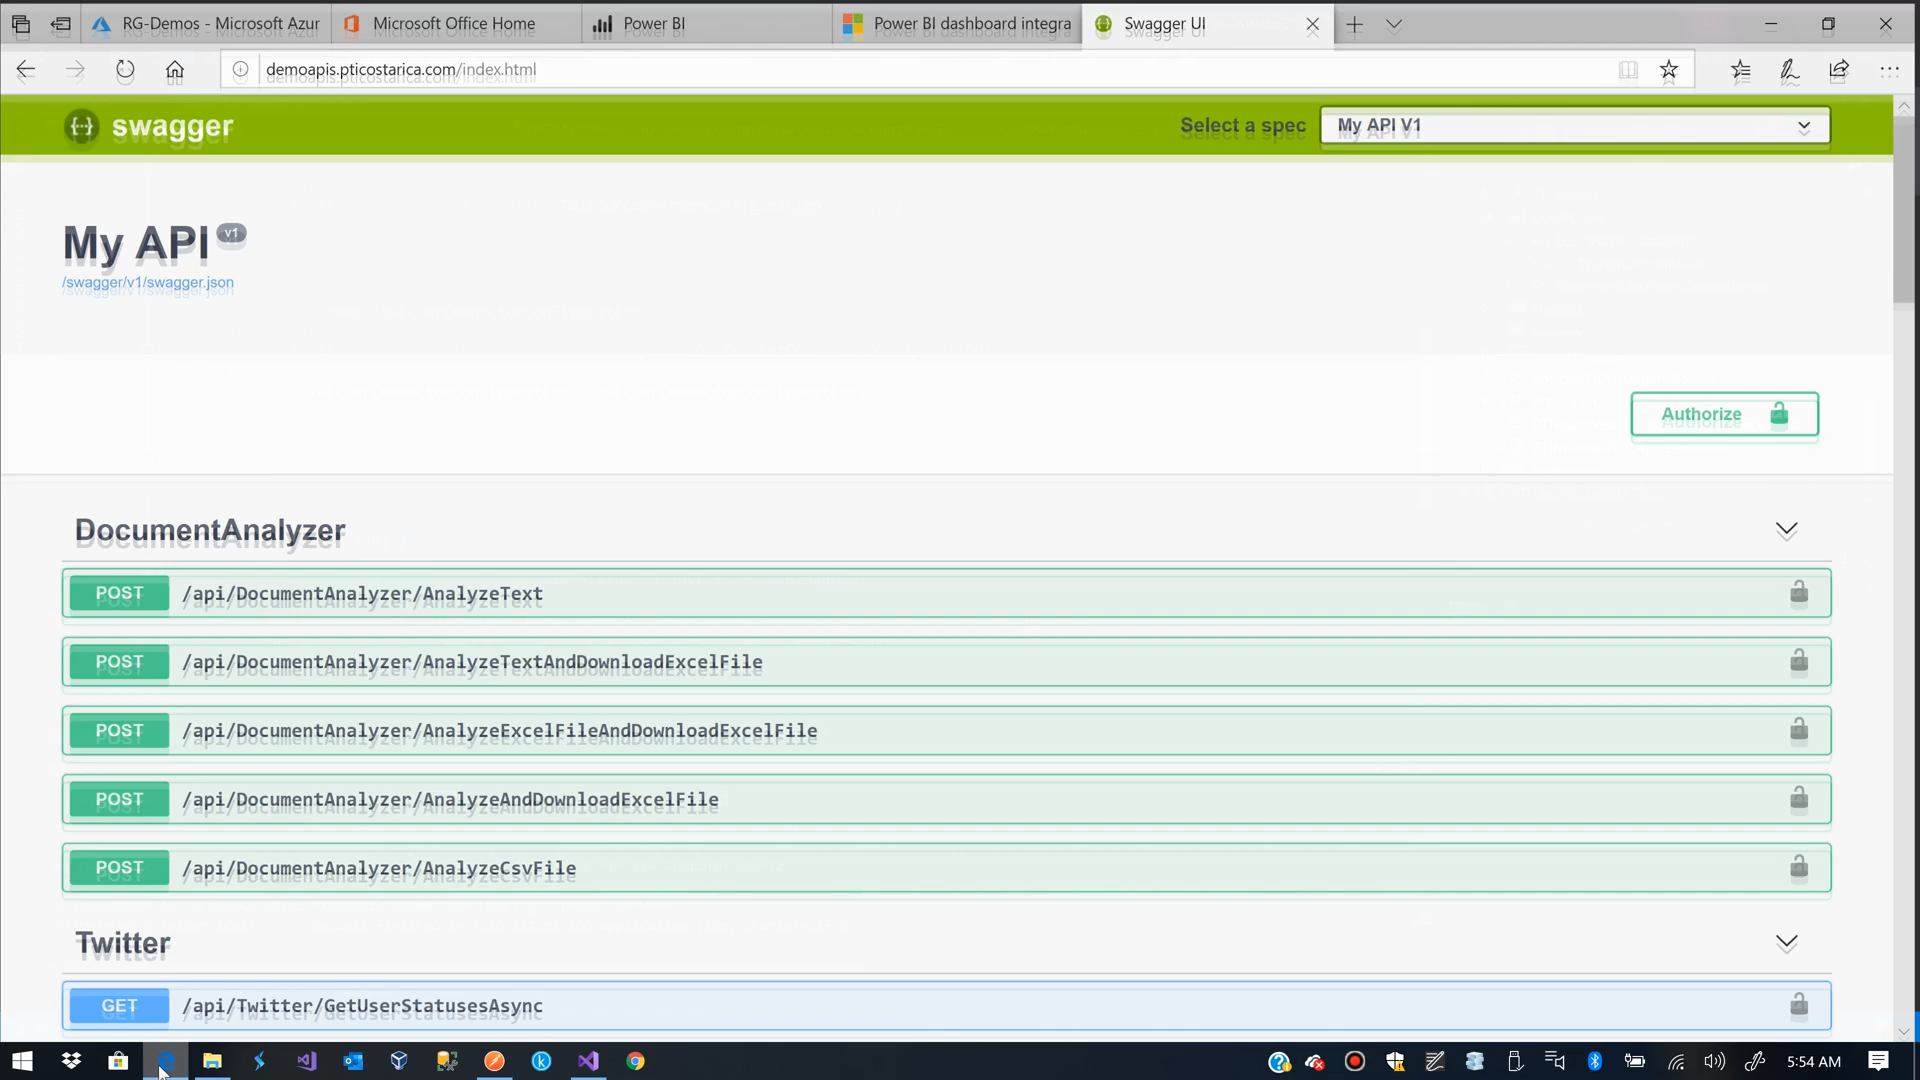 RG-Demos - Microsoft Azur
Microsoft Office Home
Power BI
Power BI dashboard integra
Swagger UI
demoapis.pticostarica.com/index.html
swagger
Select a spec
My API V1
My API v1
/swagger/v1/swagger.json
Authorize
DocumentAnalyzer
POST /api/DocumentAnalyzer/AnalyzeText
POST /api/DocumentAnalyzer/AnalyzeTextAndDownloadExcelFile
POST /api/DocumentAnalyzer/AnalyzeExcelFileAndDownloadExcelFile
POST /api/DocumentAnalyzer/AnalyzeAndDownloadExcelFile
POST /api/DocumentAnalyzer/AnalyzeCsvFile
Twitter
GET /api/Twitter/GetUserStatusesAsync
5:54 AM